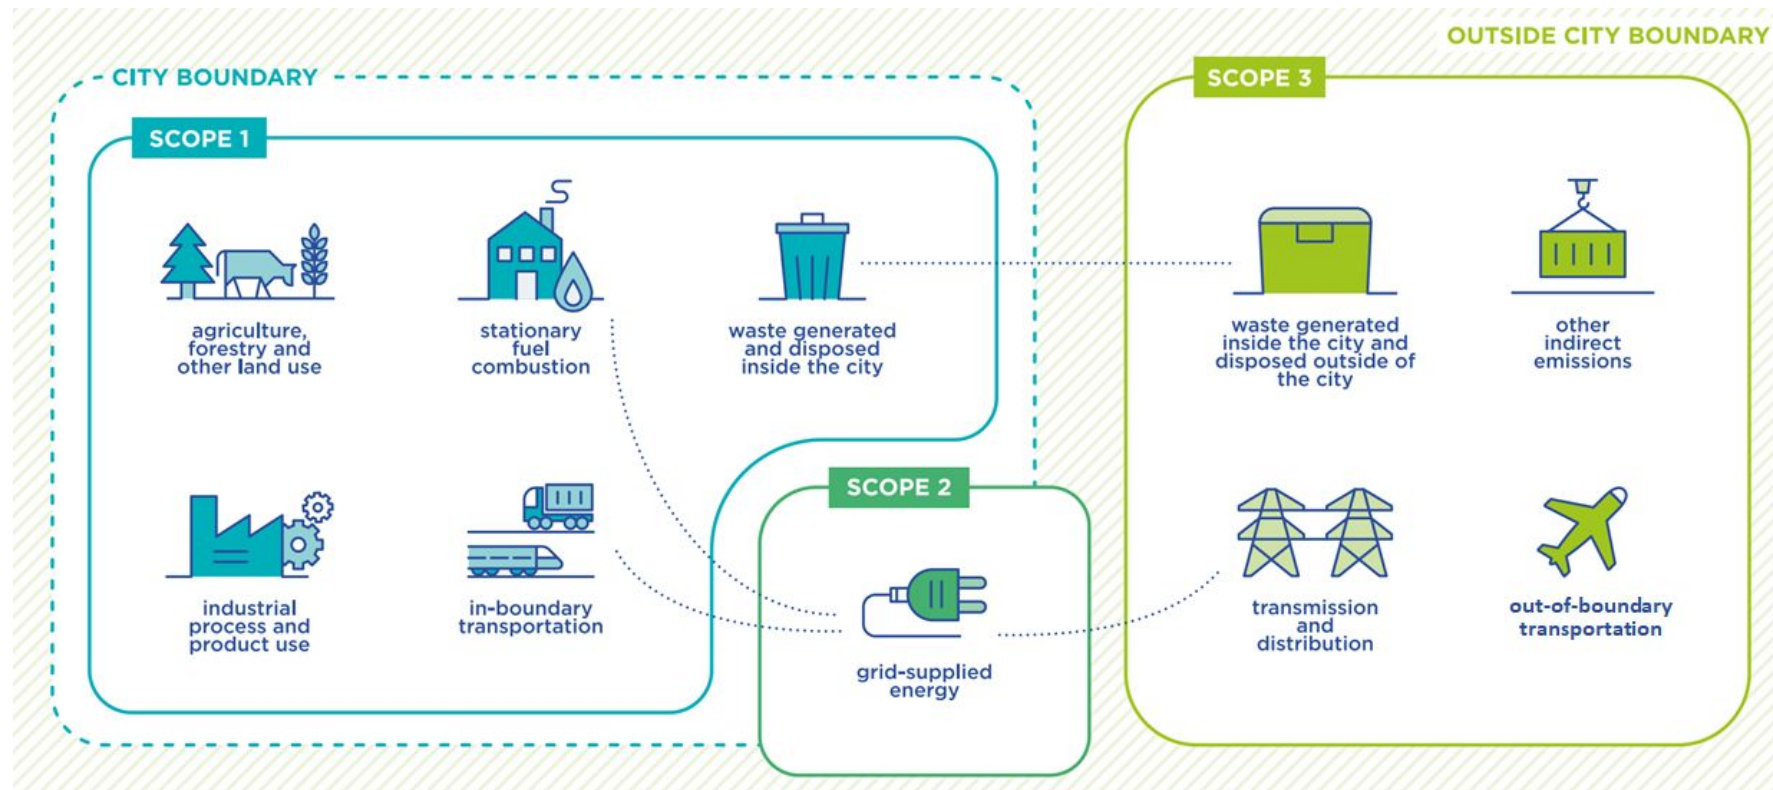 OUTSIDE CITY BOUNDARY
CITY BOUNDARY
SCOPE 1
agriculture,
forestry and
other land use
stationary
fuel
combustion
waste generated
and disposed
inside the city
industrial
process and
product use
in-boundary
transportation
SCOPE 2
grid-supplied
energy
SCOPE 3
waste generated
inside the city and
disposed outside of
the city
other
indirect
emissions
transmission
and
distribution
out-of-boundary
transportation